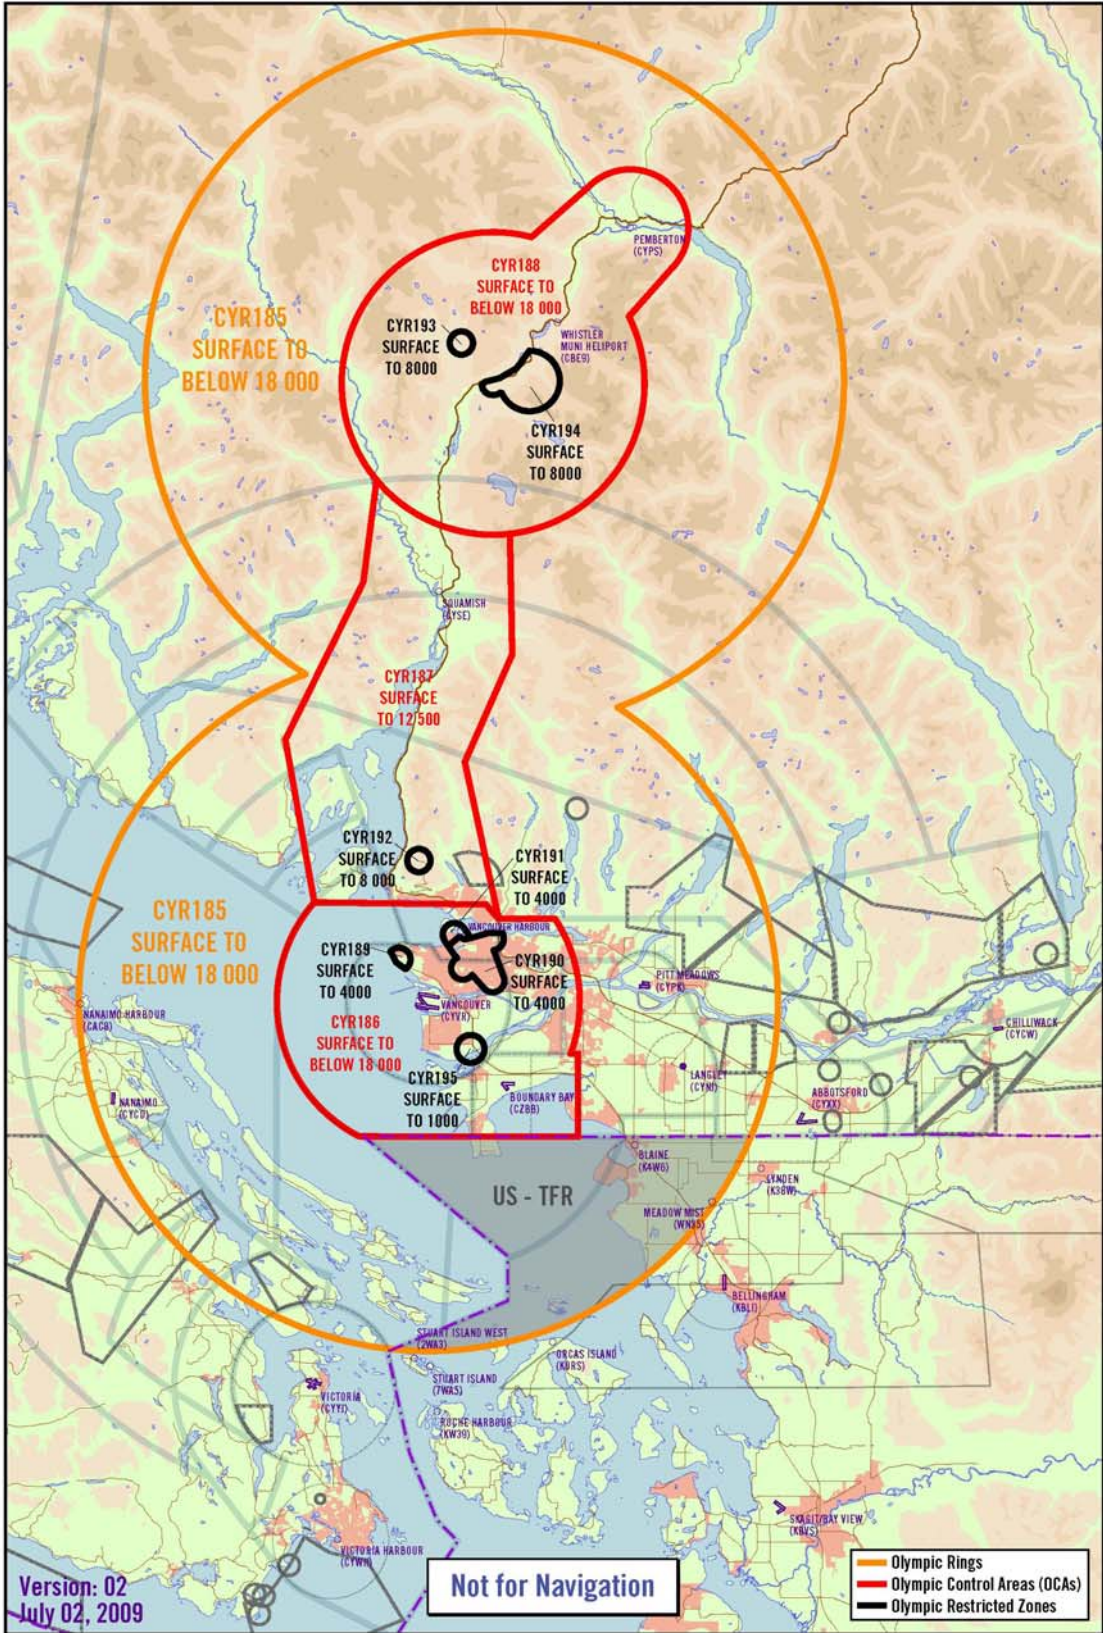 PEMBERTON
(CYPS)
CYR188
SURFACE TO
BELOW 18 000
CYR185
SURFACE TO
BELOW 18 000
CYR193
SURFACE
TO 8000
WHISTLER
MUNI HELIPORT
(CBE9)
CYR194
SURFACE
TO 8000
SQUAMISH
(CYSE)
CYR187
SURFACE
TO 12 500
CYR192
SURFACE
TO 8 000
CYR191
SURFACE
TO 4000
CYR185
SURFACE TO
BELOW 18 000
VANCOUVER HARBOUR
CYR189
SURFACE
TO 4000
CYR190
SURFACE
TO 4000
PITT MEADOWS
(CYPK)
VANCOUVER
(CYVR)
NANAIMO HARBOUR
(CAC8)
CYR186
SURFACE TO
BELOW 18 000
CHILLIWACK
(CYCW)
CYR195
SURFACE
TO 1000
LANGLEY
(CYNJ)
BOUNDARY BAY
(CZBB)
ABBOTSFORD
(CYXX)
NANAIMO
(CYCD)
BLAINE
(K4W6)
LYNDEN
(K38W)
US - TFR
MEADOW MIST
(WN35)
BELLINGHAM
(KBLI)
STUART ISLAND WEST
(2WA3)
ORCAS ISLAND
(KORS)
STUART ISLAND
(7WA5)
VICTORIA
(CYYJ)
ROCHE HARBOUR
(KW39)
SKAGIT/BAY VIEW
(KBVS)
VICTORIA HARBOUR
(CYWH)
Version: 02
July 02, 2009
Not for Navigation
Olympic Rings
Olympic Control Areas (OCAs)
Olympic Restricted Zones